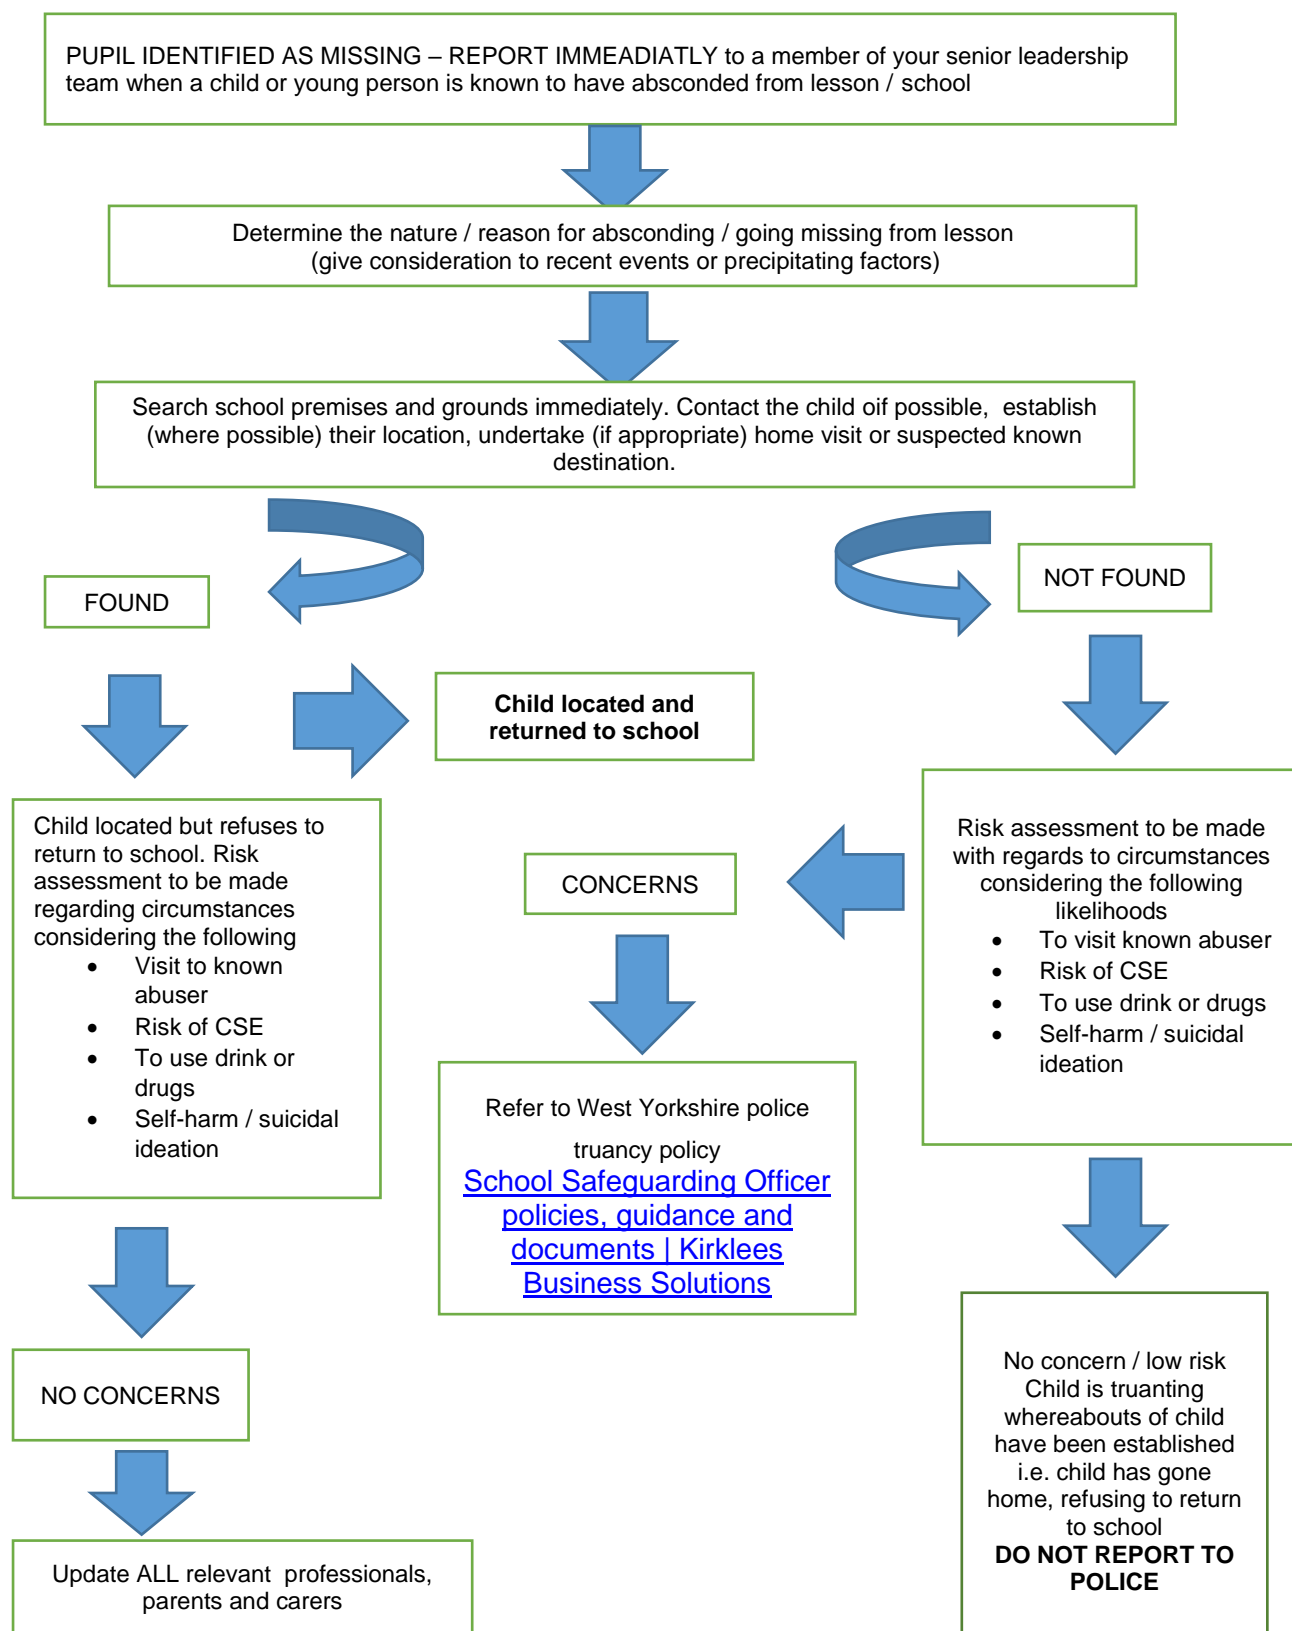 PUPIL IDENTIFIED AS MISSING – REPORT IMMEADIATLY to a member of your senior leadership
team when a child or young person is known to have absconded from lesson / school
Determine the nature / reason for absconding / going missing from lesson
(give consideration to recent events or precipitating factors)
Search school premises and grounds immediately. Contact the child oif possible, establish
(where possible) their location, undertake (if appropriate) home visit or suspected known
destination.
FOUND
NOT FOUND
Child located and
returned to school
Child located but refuses to
return to school. Risk
assessment to be made
regarding circumstances
considering the following
• Visit to known
abuser
• Risk of CSE
• To use drink or
drugs
• Self-harm / suicidal
ideation
CONCERNS
Risk assessment to be made
with regards to circumstances
considering the following
likelihoods
• To visit known abuser
• Risk of CSE
• To use drink or drugs
• Self-harm / suicidal
ideation
Refer to West Yorkshire police
truancy policy
School Safeguarding Officer
policies, guidance and
documents | Kirklees
Business Solutions
NO CONCERNS
No concern / low risk
Child is truanting
whereabouts of child
have been established
i.e. child has gone
home, refusing to return
to school
DO NOT REPORT TO
POLICE
Update ALL relevant professionals,
parents and carers